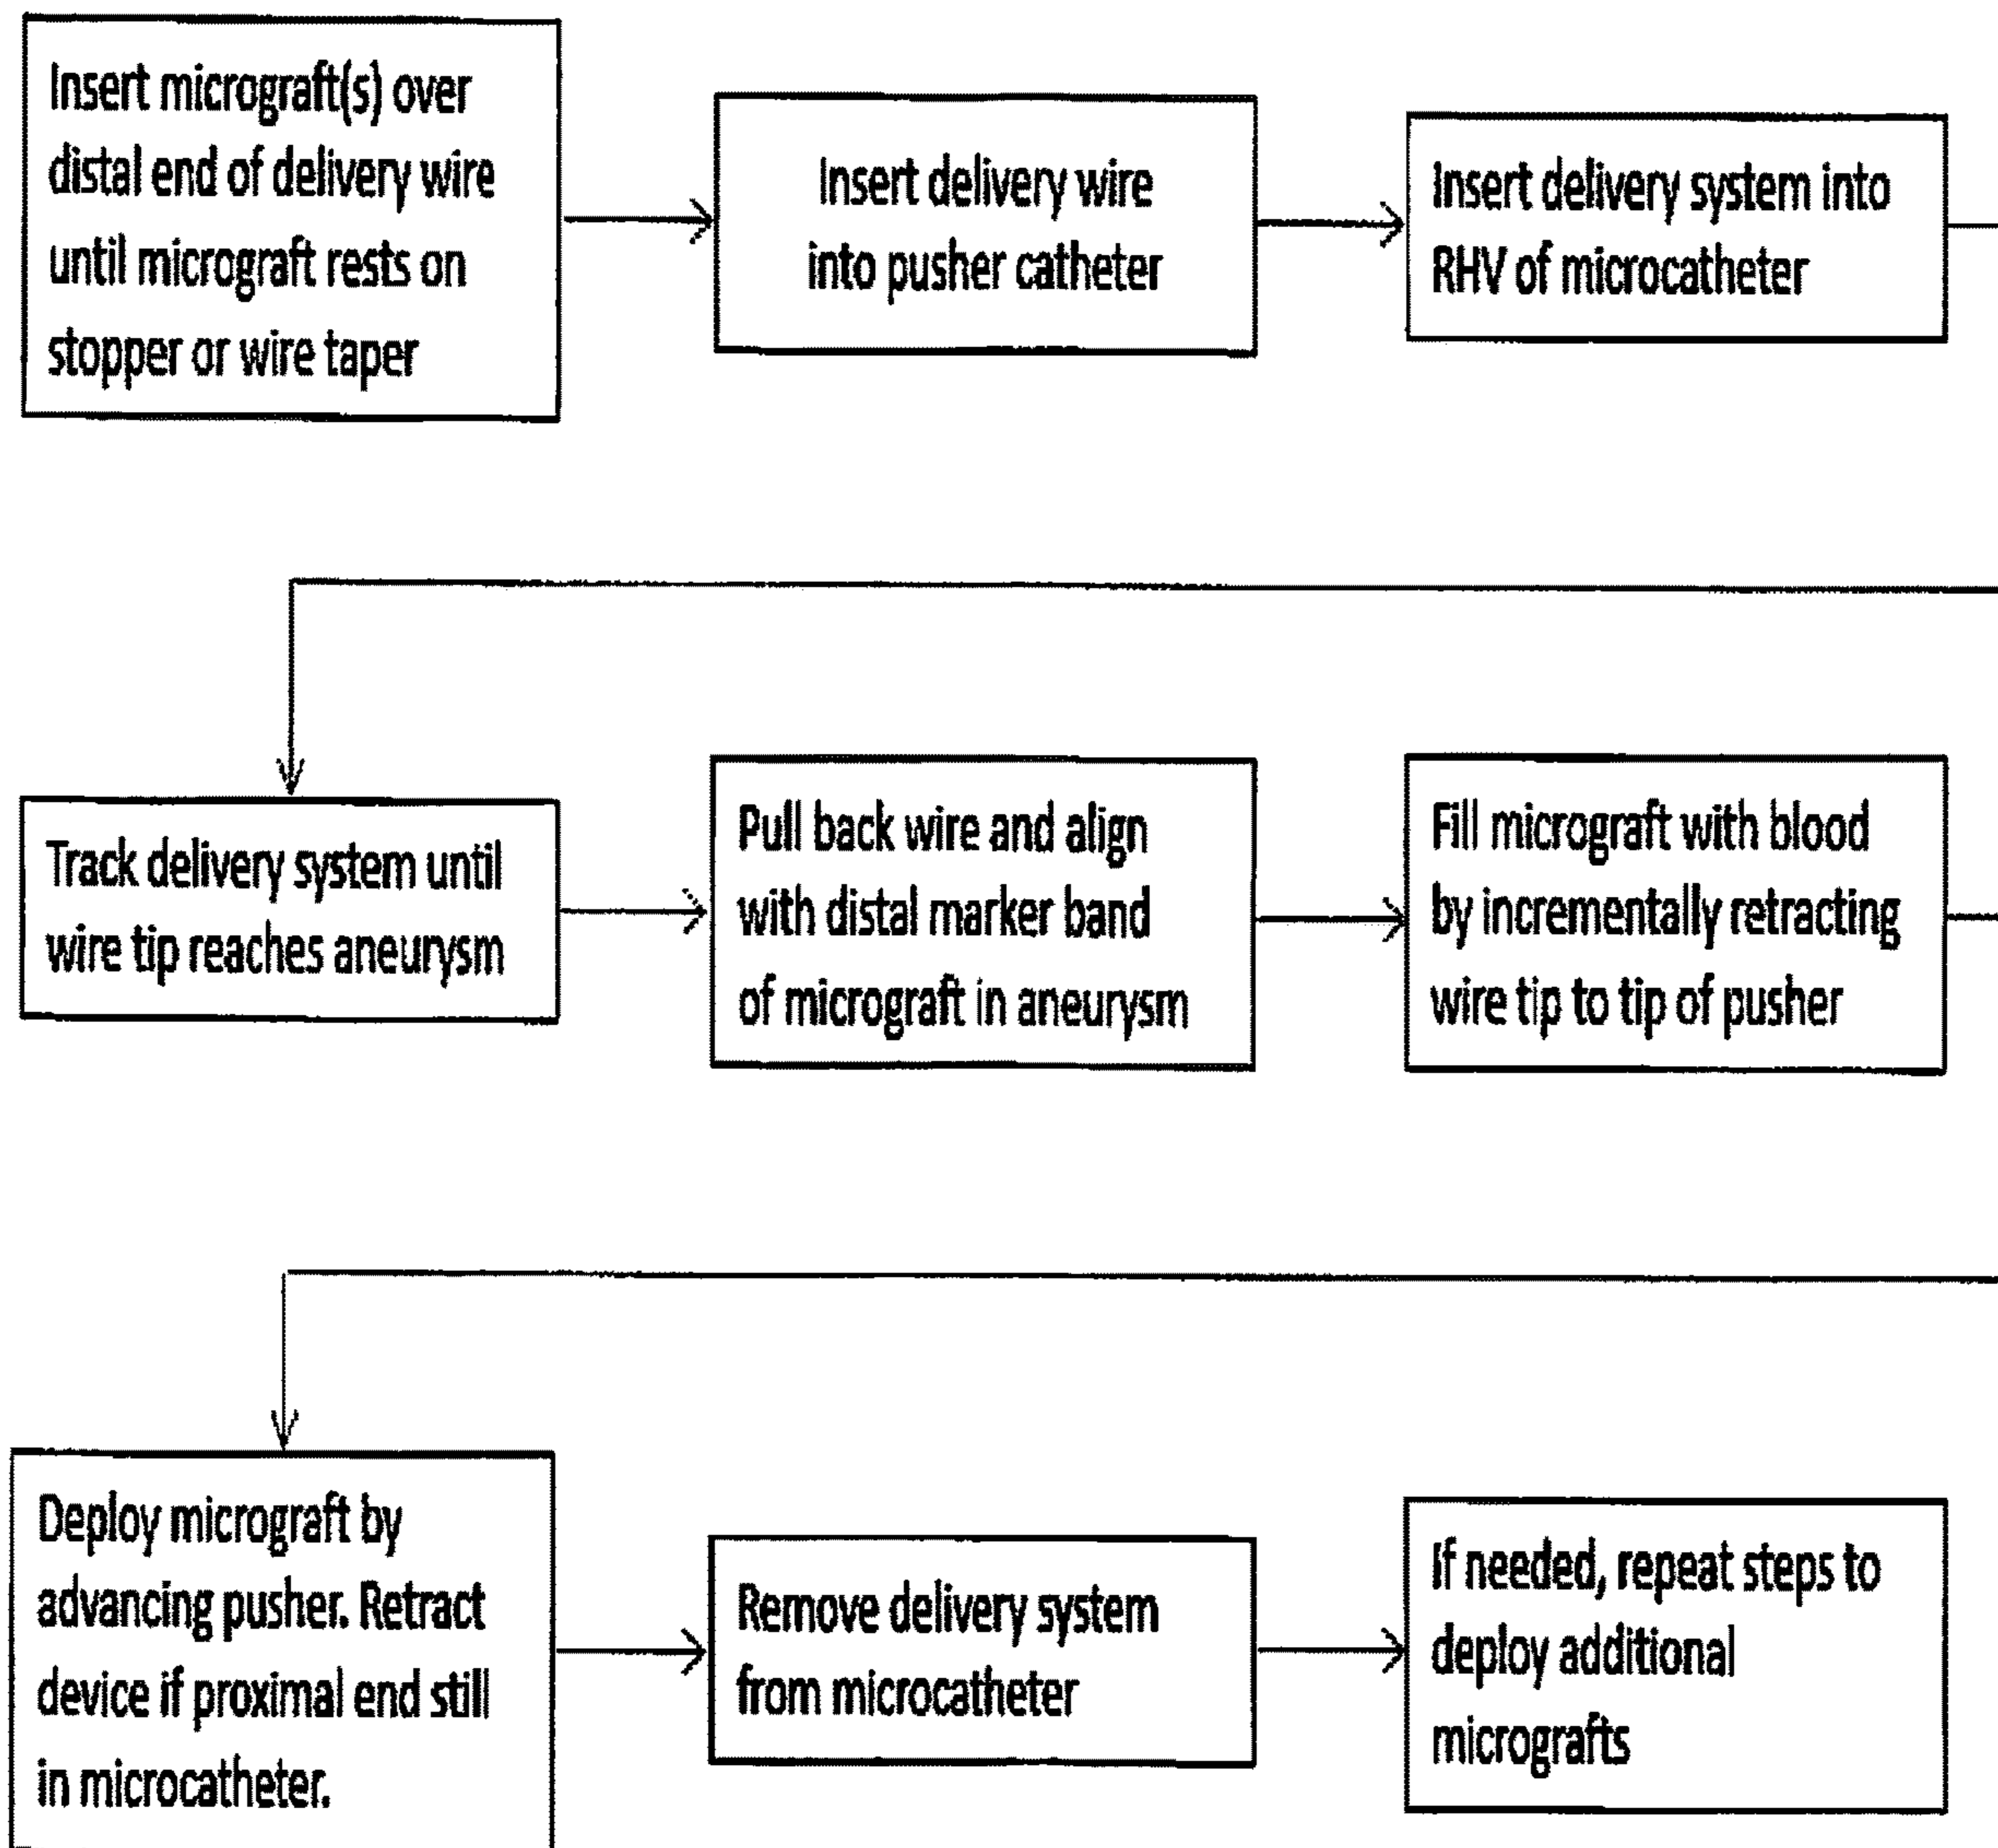 Insert micrograft(s) over
distal end of delivery wire
until micrograft rests on
stopper or wire taper
Insert delivery wire
into pusher catheter
Insert delivery system into
RHV of microcatheter
Track delivery system until
wire tip reaches aneurysm
Pull back wire and align
with distal marker band
of micrograft in aneurysm
Fill micrograft with blood
by incrementally retracting
wire tip to tip of pusher
Deploy micrograft by
advancing pusher. Retract
device if proximal end still
in microcatheter.
Remove delivery system
from microcatheter
If needed, repeat steps to
deploy additional
micrografts